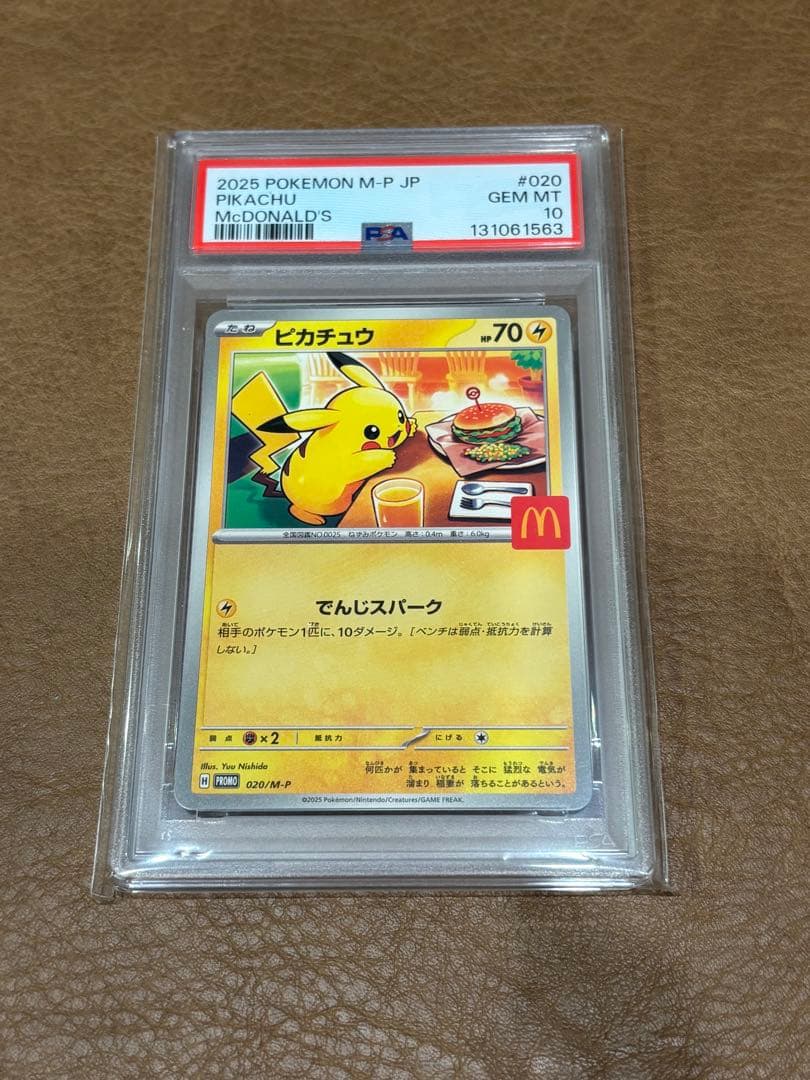 2025 POKEMON M-P JP #020
PIKACHU GEM MT
McDONALD'S 10
PSA 131061563
たね ピカチュウ HP70
全国図鑑NO.0025 ねずみポケモン 高さ:0.4m 重さ:6.0kg
でんじスパーク
相手のポケモン1匹に、10ダメージ。[ベンチは弱点・抵抗力を計算
しない。]
弱点 ×2 抵抗力 にげる
Illus. Yuu Nishida
何匹かが 集まっていると そこに 猛烈な 電気が
溜まり 稲妻が 落ちることがあるという。
H PROMO 020/M-P
©2025 Pokémon/Nintendo/Creatures/GAME FREAK.